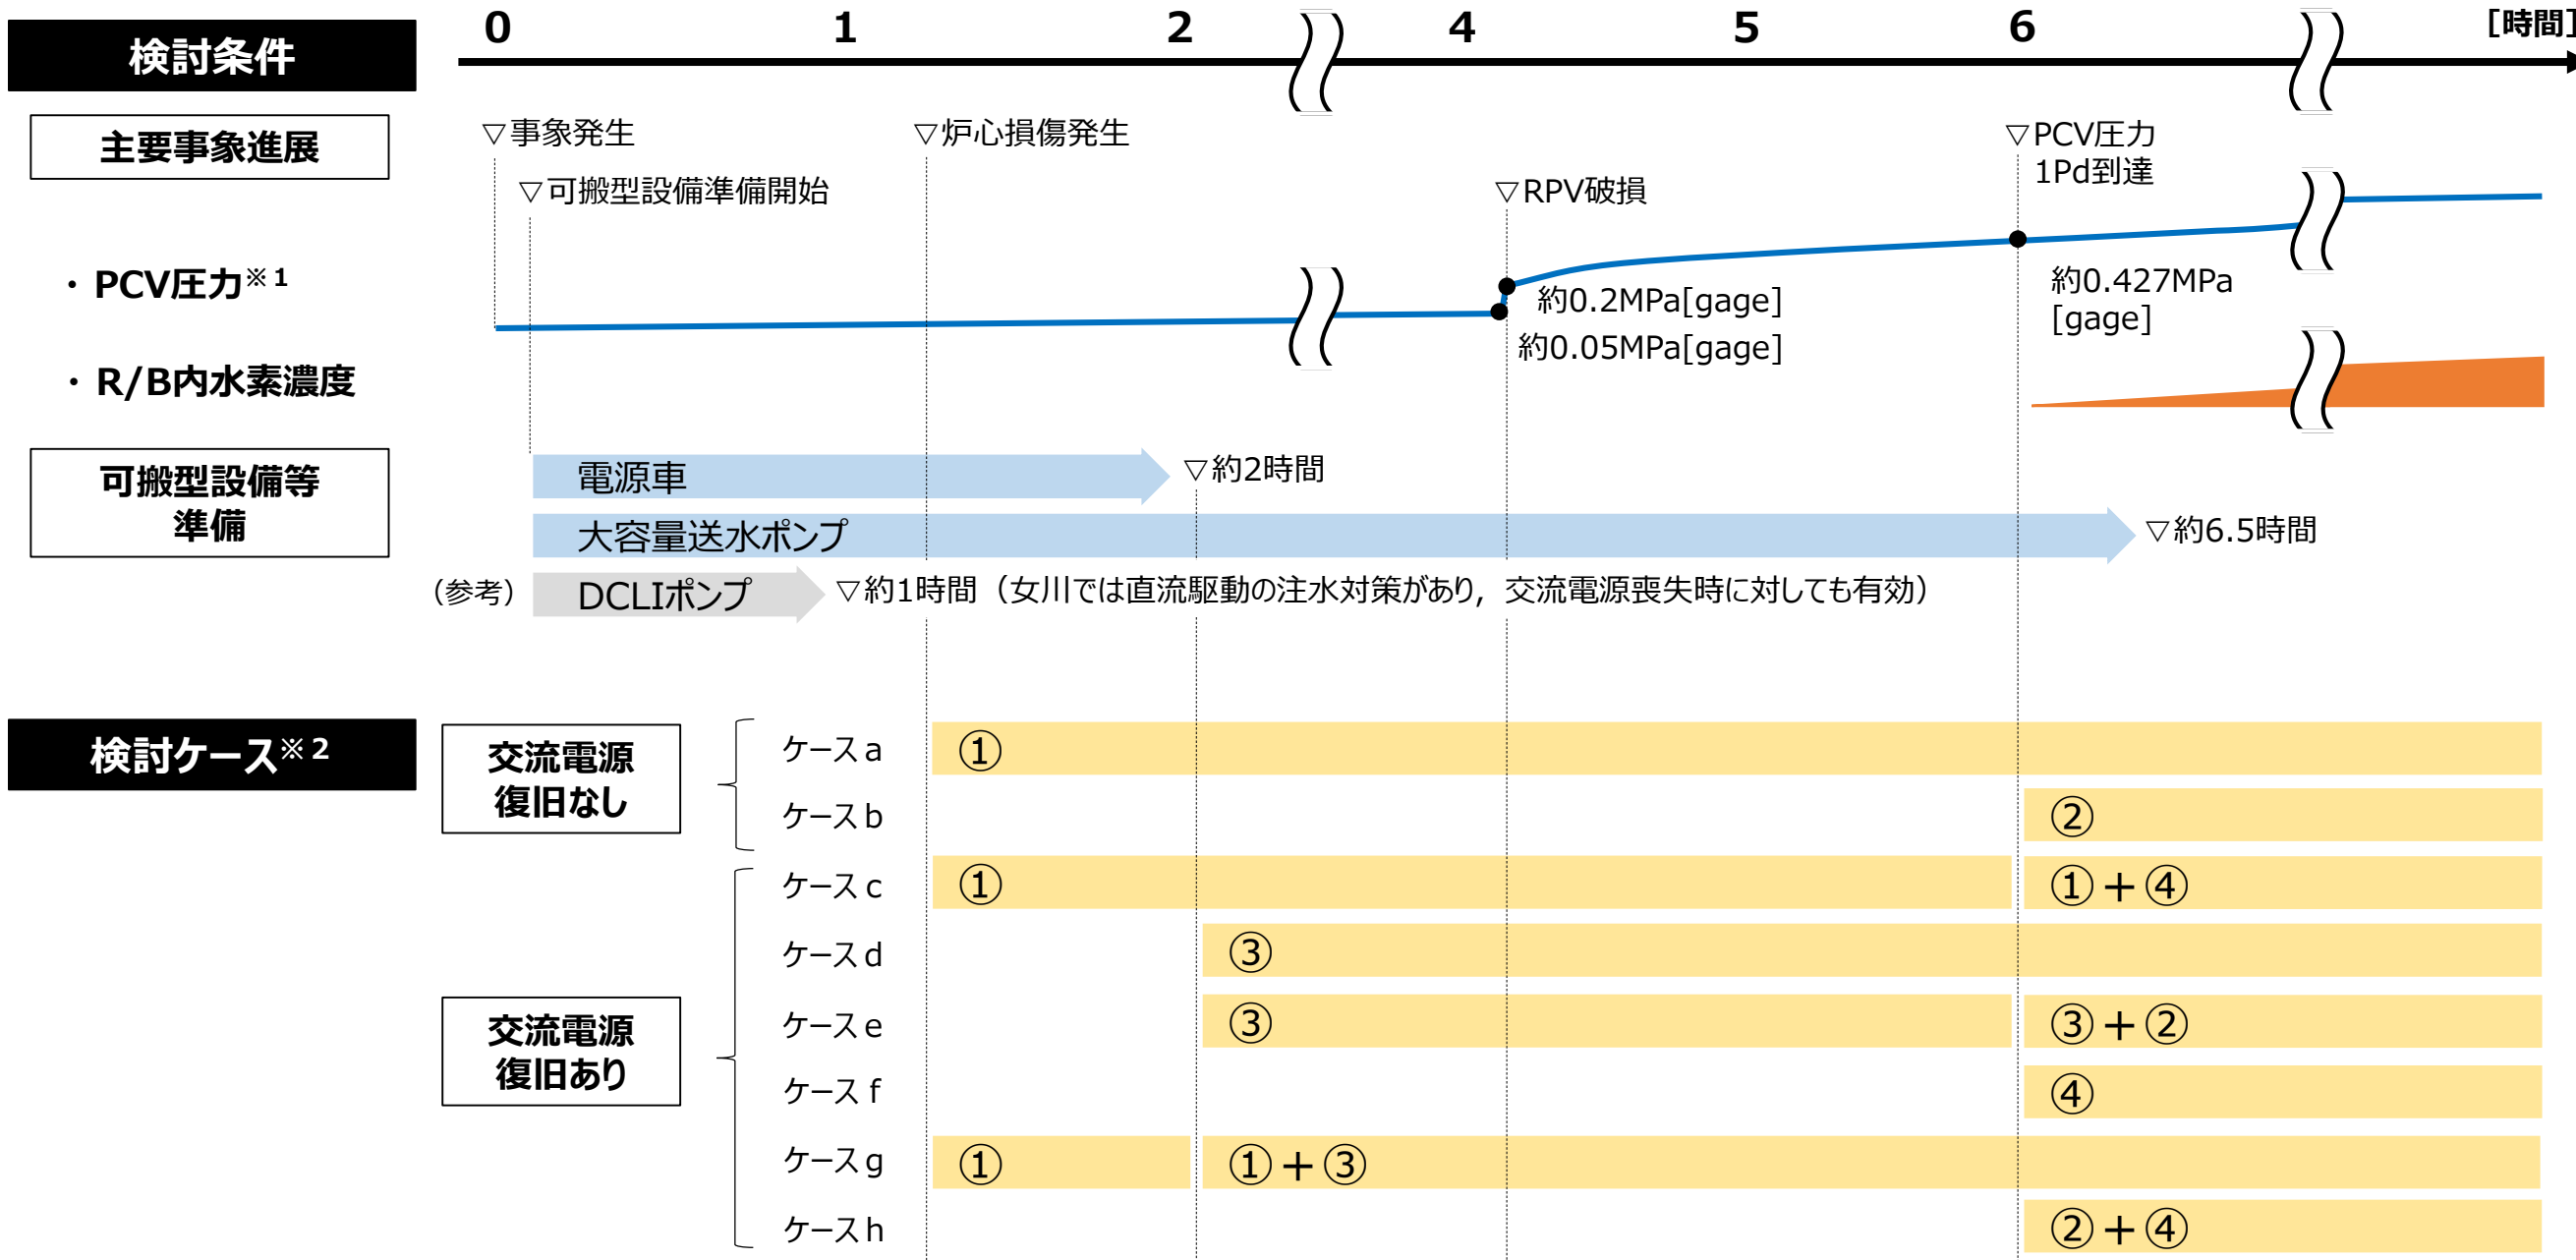 検討条件
0 1 2 4 5 6 [時間]
主要事象進展
▽事象発生
▽炉心損傷発生
▽PCV圧力
1Pd到達
▽可搬型設備準備開始
▽RPV破損
・PCV圧力※1
約0.2MPa[gage]
約0.05MPa[gage]
約0.427MPa
[gage]
・R/B内水素濃度
可搬型設備等
準備
電源車
▽約2時間
大容量送水ポンプ
▽約6.5時間
（参考）
DCLIポンプ
▽約1時間（女川では直流駆動の注水対策があり，交流電源喪失時に対しても有効）
検討ケース※2
交流電源
復旧なし
ケースa ①
ケースb ②
交流電源
復旧あり
ケースc ① ①＋④
ケースd ③
ケースe ③ ③＋②
ケースf ④
ケースg ① ①＋③
ケースh ②＋④